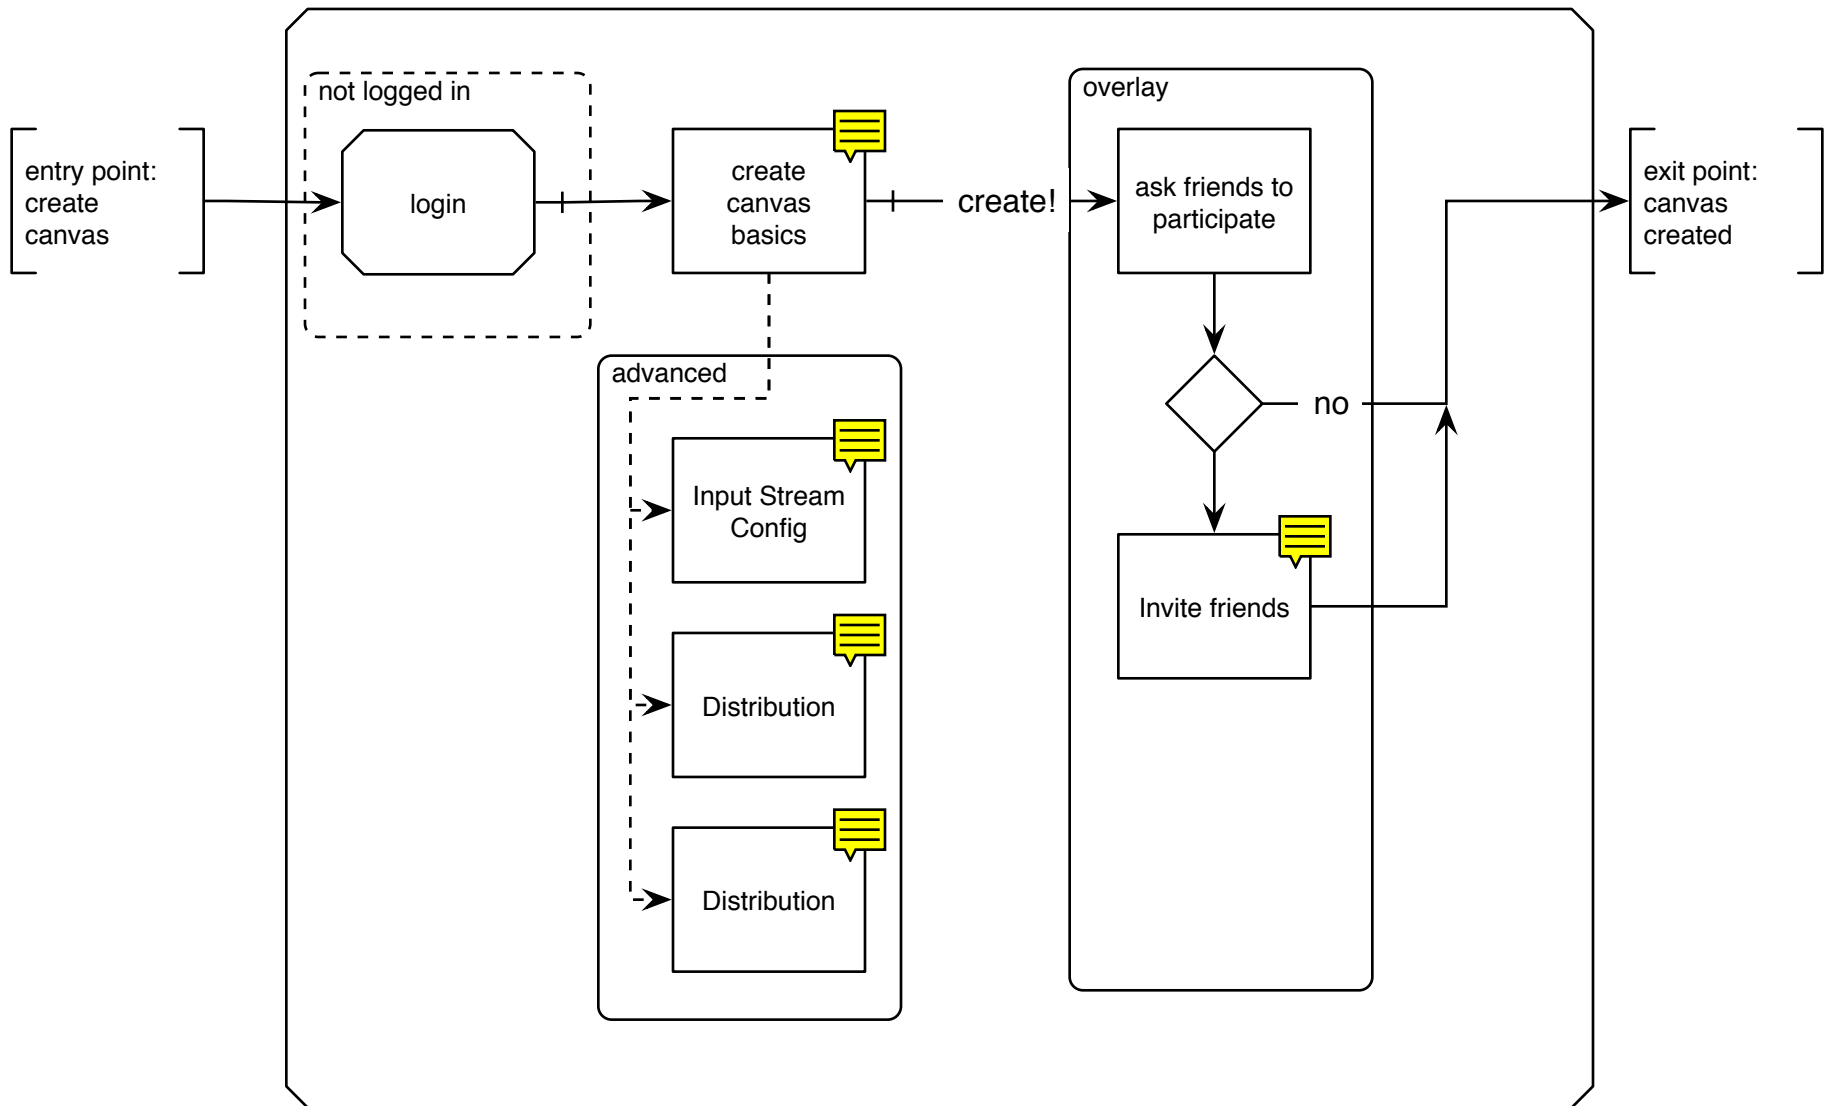 entry point:
create
canvas
not logged in
login
create
canvas
basics
create!
overlay
ask friends to
participate
no
Invite friends
exit point:
canvas
created
advanced
Input Stream
Config
Distribution
Distribution